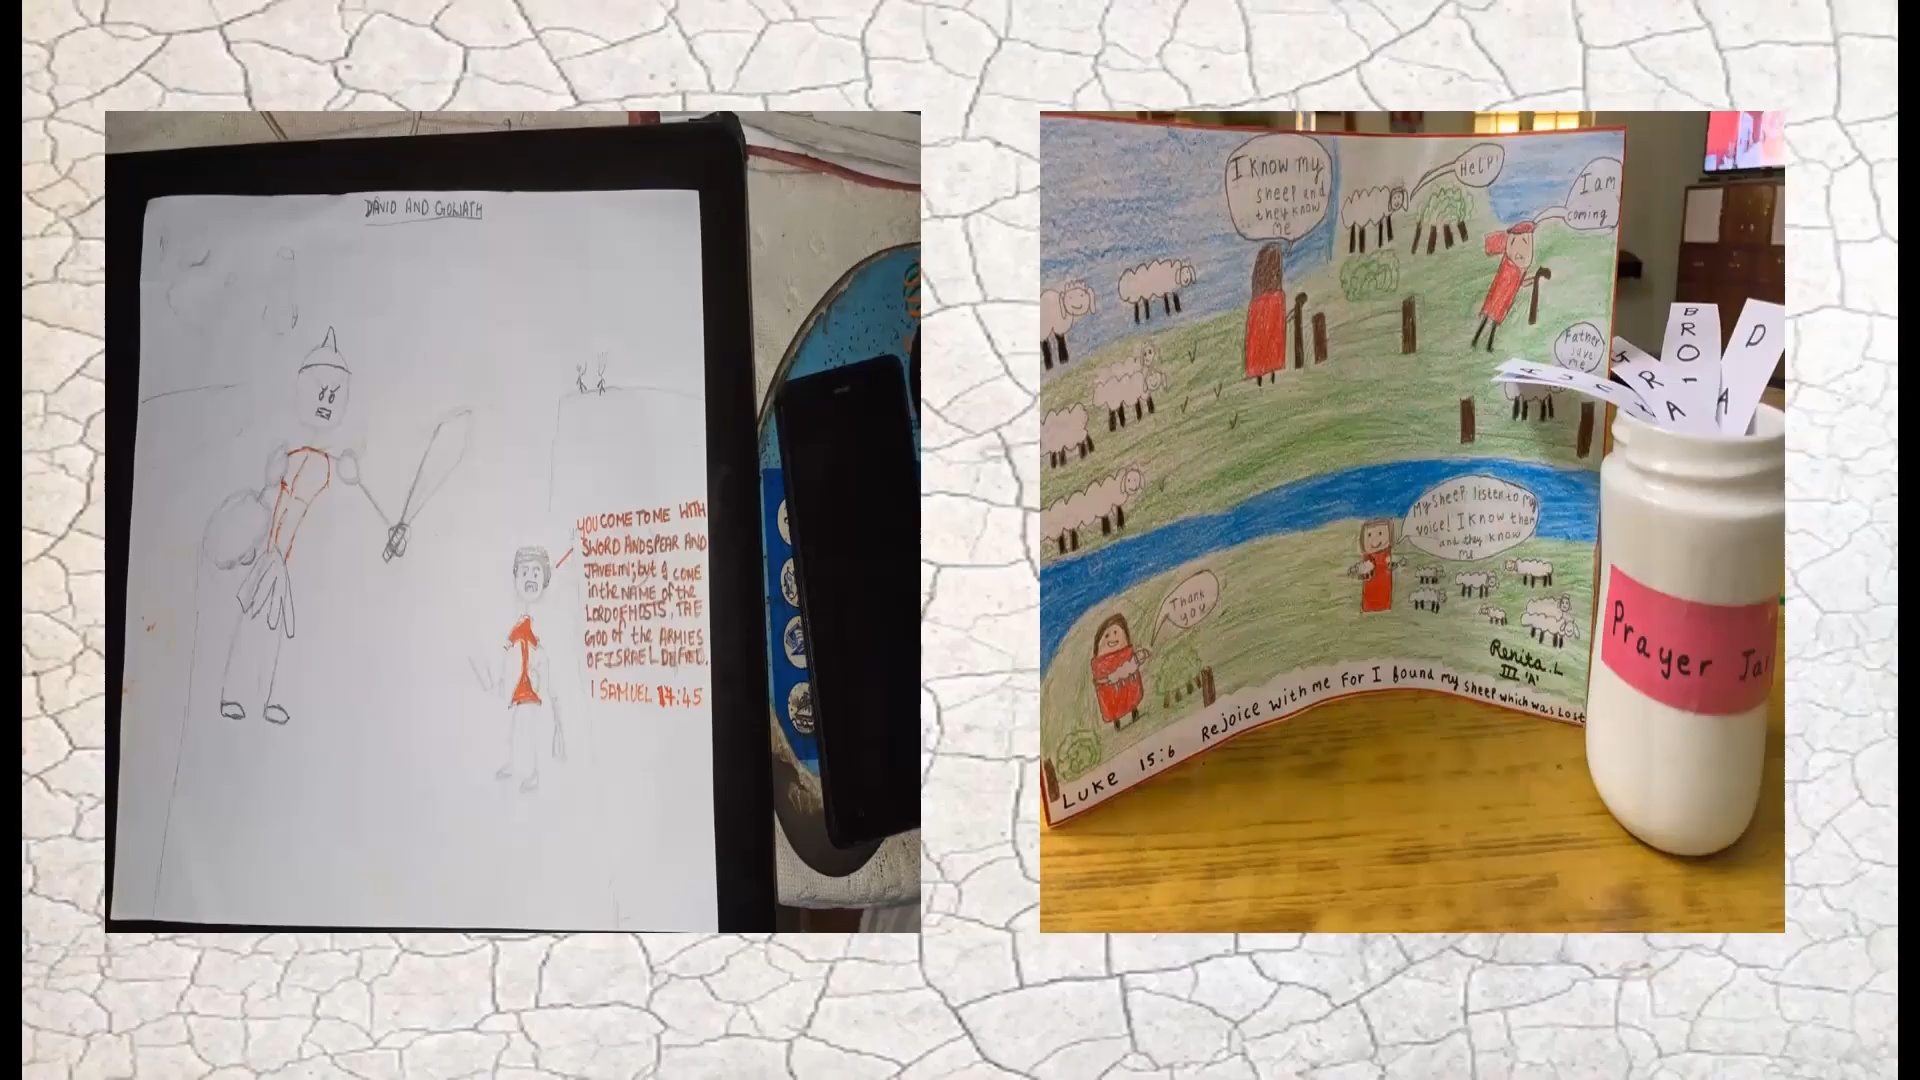 DAVID AND GOLIATH
YOU COME TO ME WITH
SWORD AND SPEAR AND
JAVELIN; but I COME
in the NAME of the
LORD OF HOSTS, THE
GOD of the ARMIES
OF ISRAEL
1 SAMUEL 17:45
I Know My
sheep and
they know
me
Help!
I am
coming
Father
save
me
My sheep listen to my
voice! I know them
and they know
me
Thank
you
Renita.L
III 'A'
Luke 15:6 Rejoice with me For I found my sheep which was lost
BRO
D
A
R
A
Prayer Jar